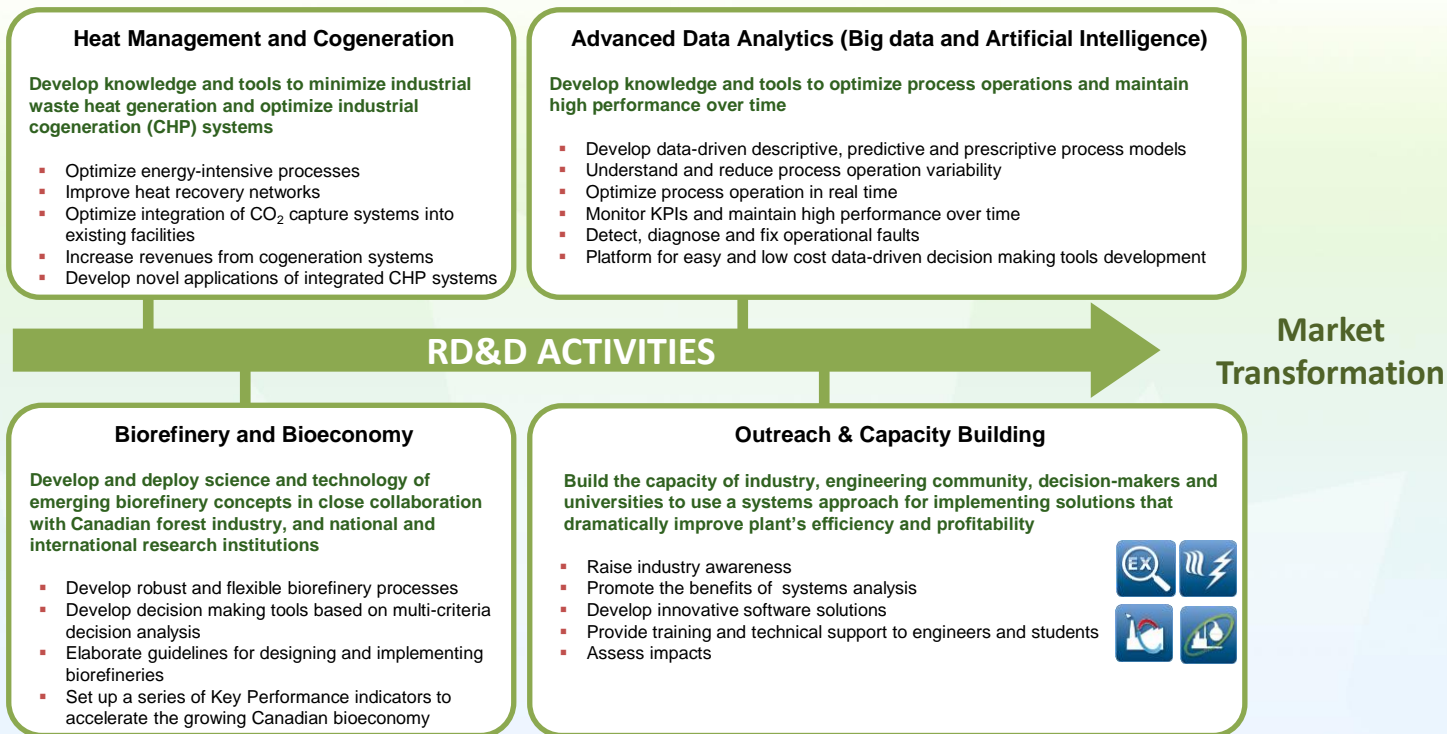 Heat Management and Cogeneration
Develop knowledge and tools to minimize industrial
waste heat generation and optimize industrial
cogeneration (CHP) systems
▪ Optimize energy-intensive processes
▪ Improve heat recovery networks
▪ Optimize integration of CO₂ capture systems into
existing facilities
▪ Increase revenues from cogeneration systems
▪ Develop novel applications of integrated CHP systems
Advanced Data Analytics (Big data and Artificial Intelligence)
Develop knowledge and tools to optimize process operations and maintain
high performance over time
▪ Develop data-driven descriptive, predictive and prescriptive process models
▪ Understand and reduce process operation variability
▪ Optimize process operation in real time
▪ Monitor KPIs and maintain high performance over time
▪ Detect, diagnose and fix operational faults
▪ Platform for easy and low cost data-driven decision making tools development
RD&D ACTIVITIES
Market
Transformation
Biorefinery and Bioeconomy
Develop and deploy science and technology of
emerging biorefinery concepts in close collaboration
with Canadian forest industry, and national and
international research institutions
▪ Develop robust and flexible biorefinery processes
▪ Develop decision making tools based on multi-criteria
decision analysis
▪ Elaborate guidelines for designing and implementing
biorefineries
▪ Set up a series of Key Performance indicators to
accelerate the growing Canadian bioeconomy
Outreach & Capacity Building
Build the capacity of industry, engineering community, decision-makers and
universities to use a systems approach for implementing solutions that
dramatically improve plant's efficiency and profitability
▪ Raise industry awareness
▪ Promote the benefits of systems analysis
▪ Develop innovative software solutions
▪ Provide training and technical support to engineers and students
▪ Assess impacts
EX